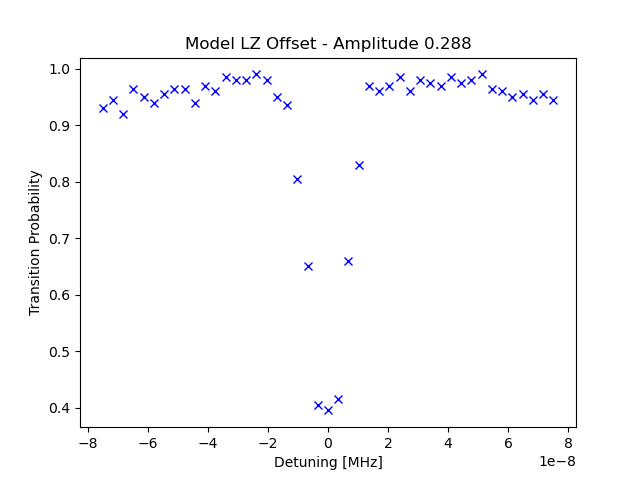 Model LZ Offset - Amplitude 0.288
1.0
0.9
0.8
0.7
0.6
0.5
0.4
Transition Probability
−8 −6 −4 −2 0 2 4 6 8
1e−8
Detuning [MHz]